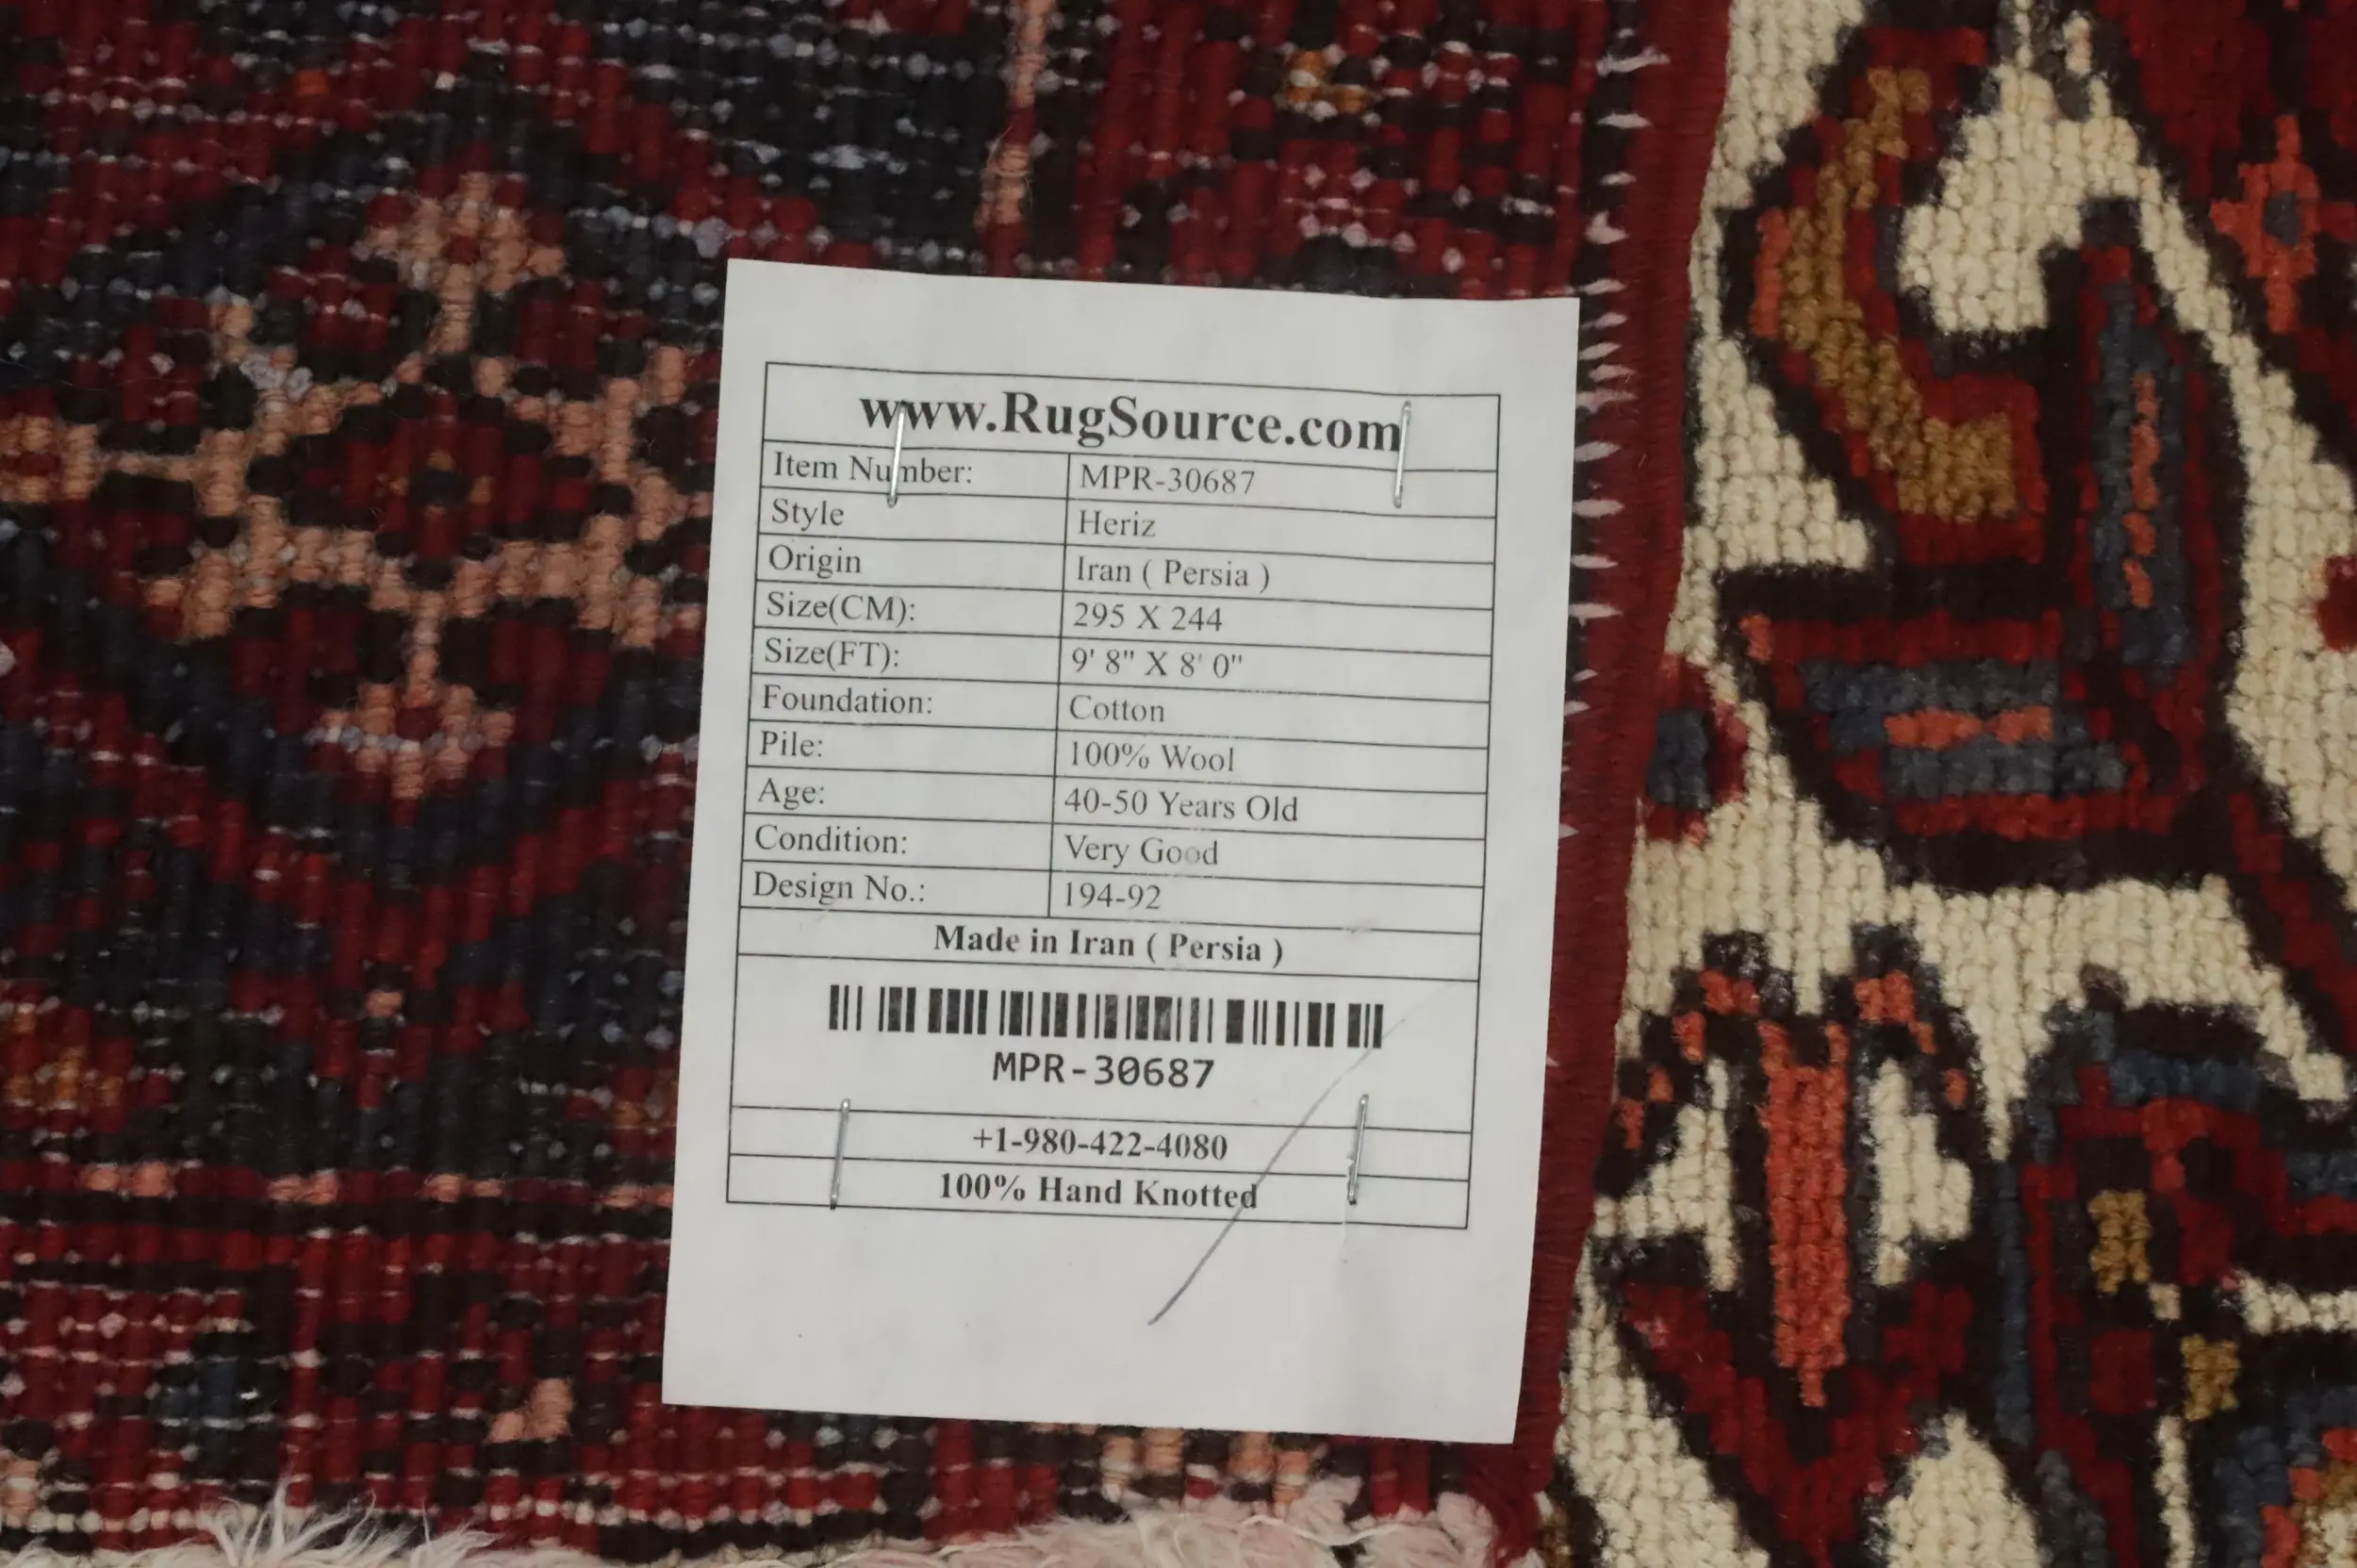 www.RugSource.com
Item Number: MPR-30687
Style Heriz
Origin Iran ( Persia )
Size(CM): 295 X 244
Size(FT): 9' 8" X 8' 0"
Foundation: Cotton
Pile: 100% Wool
Age: 40-50 Years Old
Condition: Very Good
Design No.: 194-92
Made in Iran ( Persia )
MPR-30687
+1-980-422-4080
100% Hand Knotted